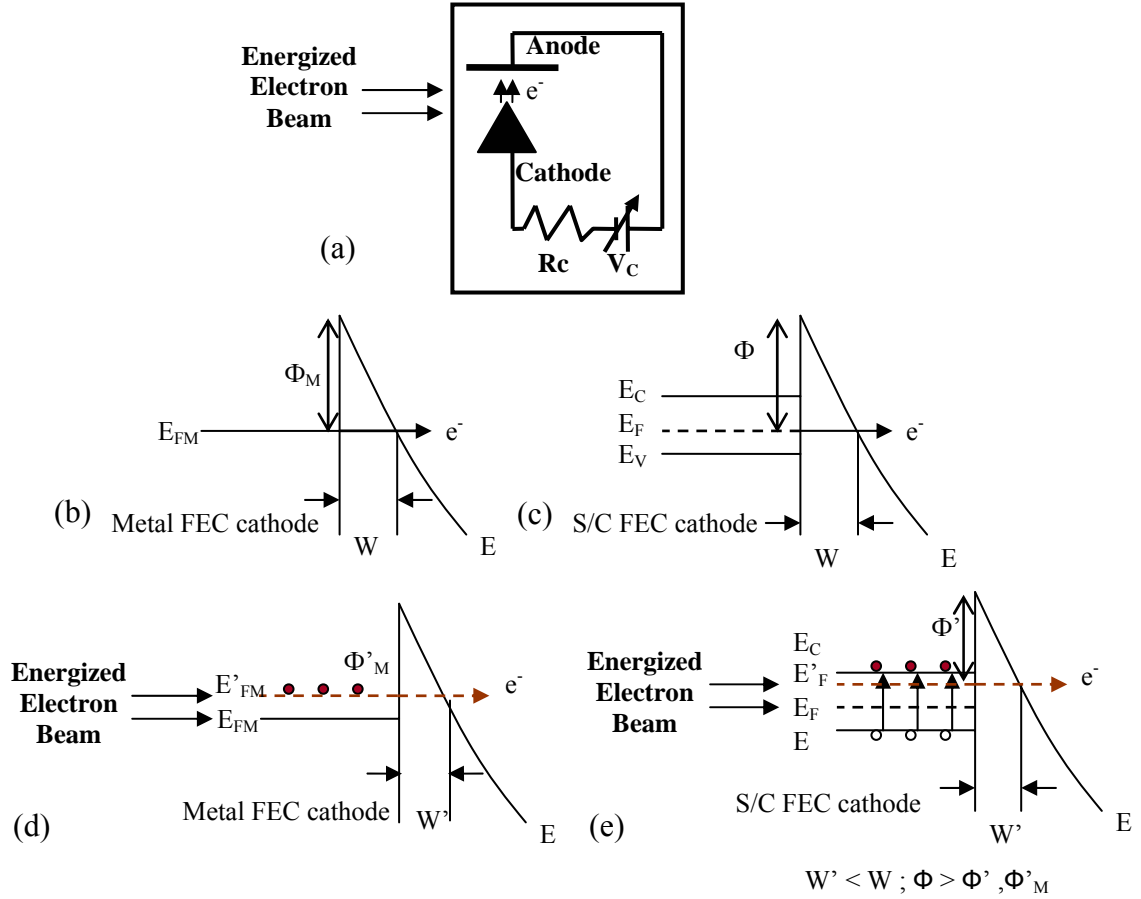 Anode
Energized
Electron
Beam
e-
Cathode
Rc
VC
(a)
ΦM
EFM
e-
(b)
Metal FEC cathode
W
E
Φ
EC
EF
EV
e-
(c)
S/C FEC cathode
W
E
Energized
Electron
Beam
Φ'M
E'FM
EFM
e-
Metal FEC cathode
(d)
W'
E
Energized
Electron
Beam
Φ'
EC
E'F
EF
E
e-
S/C FEC cathode
(e)
W'
E
W' < W ; Φ > Φ' ,Φ'M